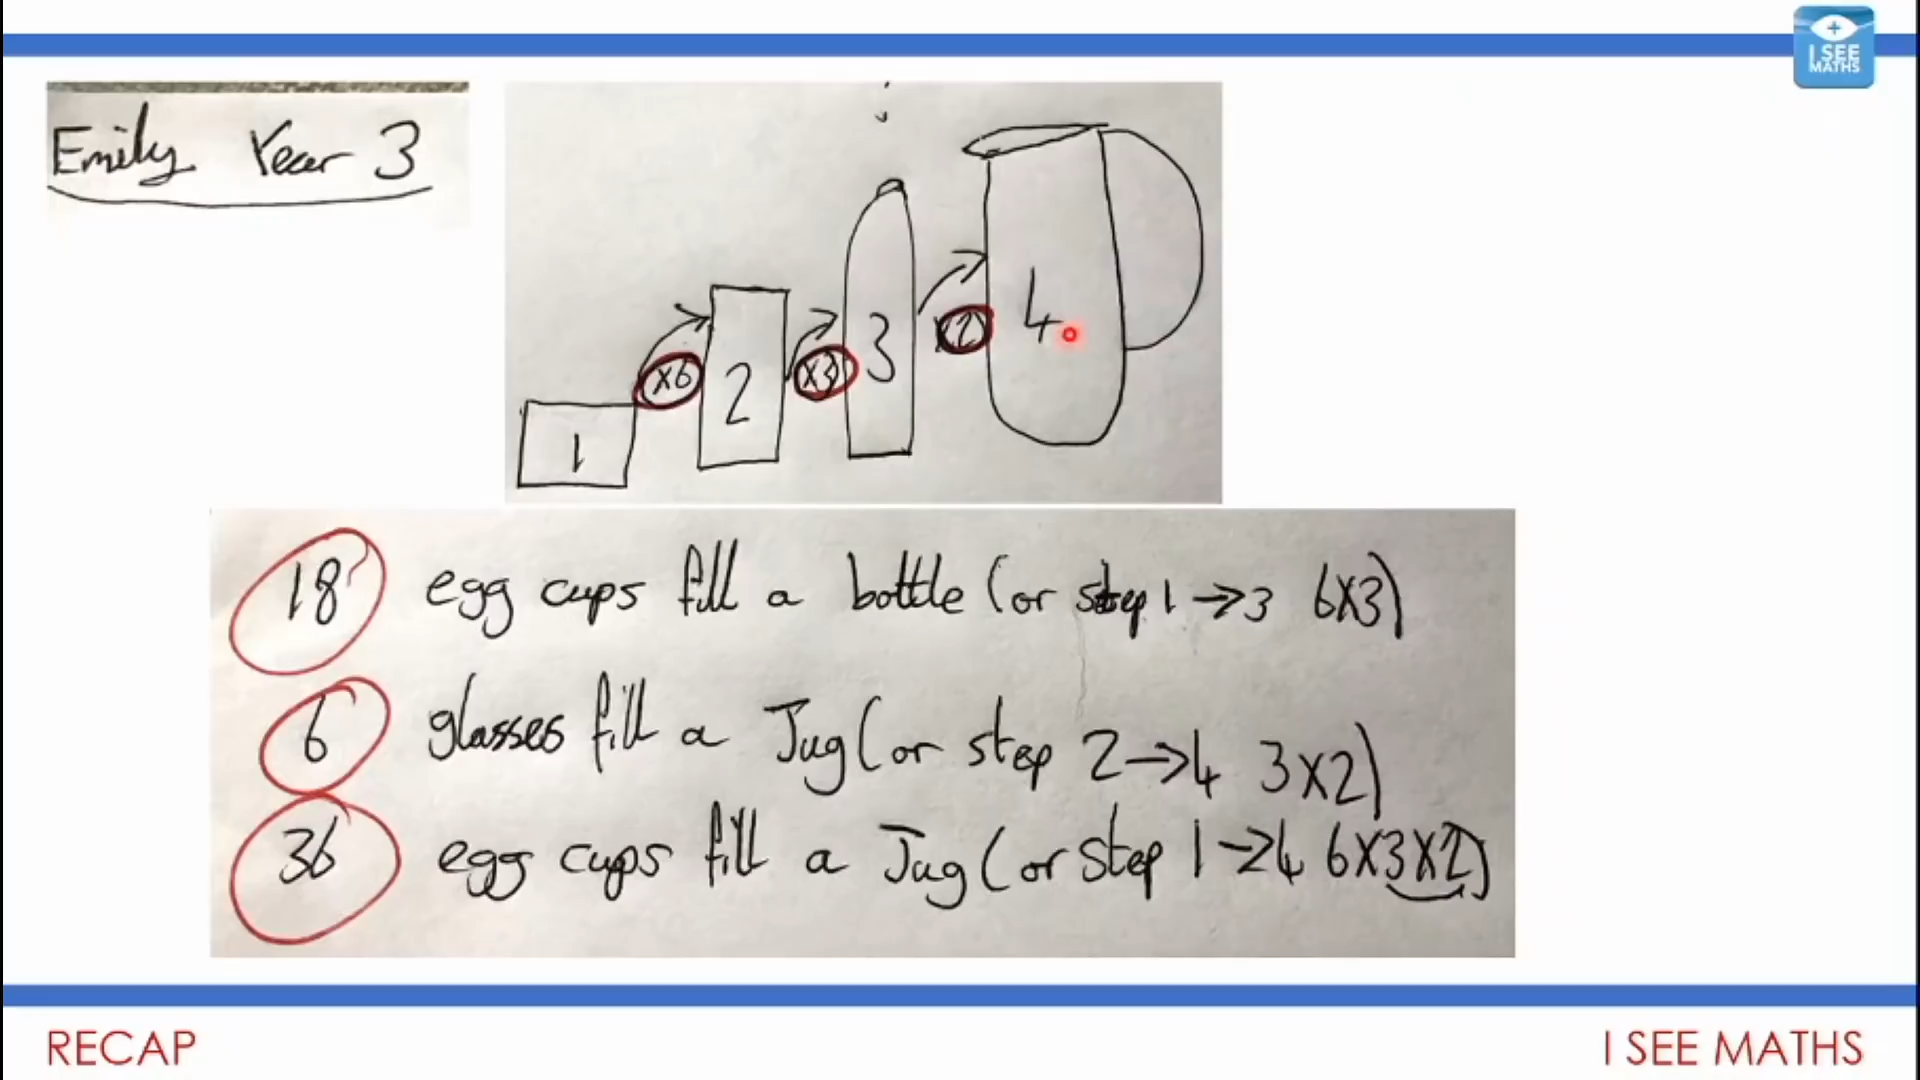 I SEE
MATHS
Emily Year 3
1
x6
2
x3
3
x2
4
18 egg cups fill a bottle (or step 1 → 3 6x3)
6 glasses fill a Jug (or step 2 → 4 3x2)
36 egg cups fill a Jug (or step 1 → 4 6x3x2)
RECAP
I SEE MATHS